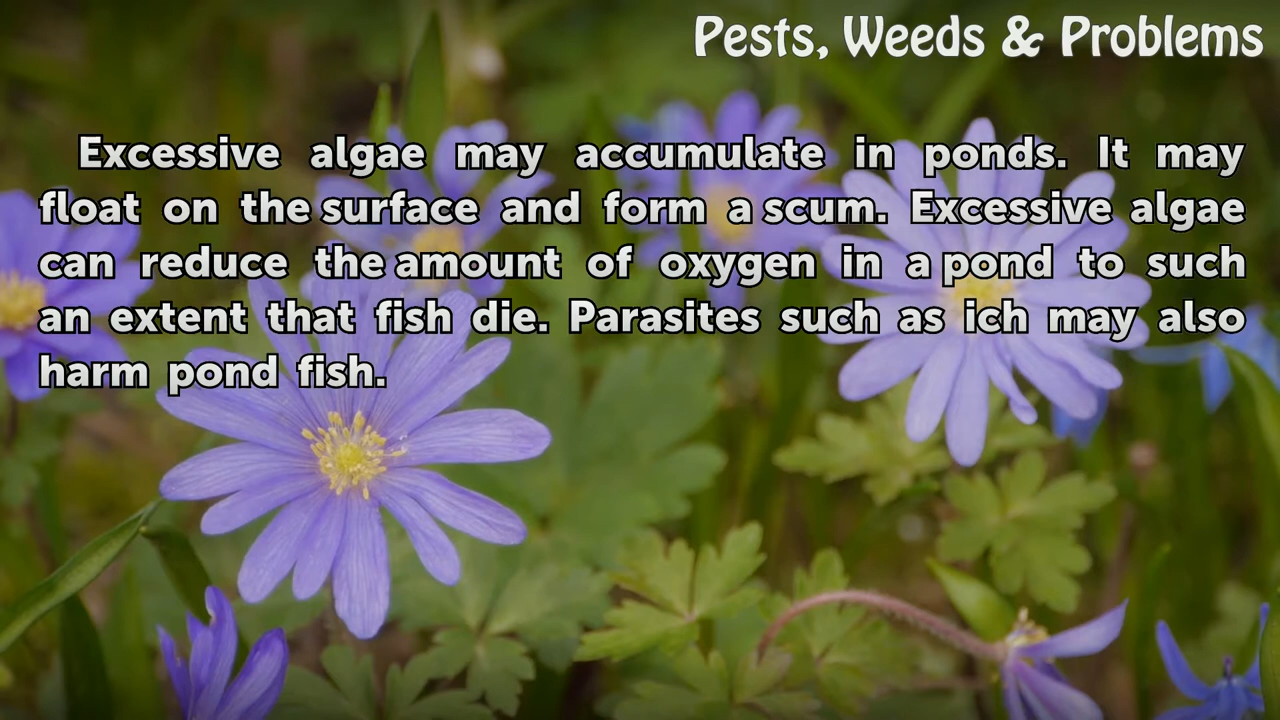 Pests, Weeds & Problems
Excessive algae may accumulate in ponds. It may
float on the surface and form a scum. Excessive algae
can reduce the amount of oxygen in a pond to such
an extent that fish die. Parasites such as ich may also
harm pond fish.